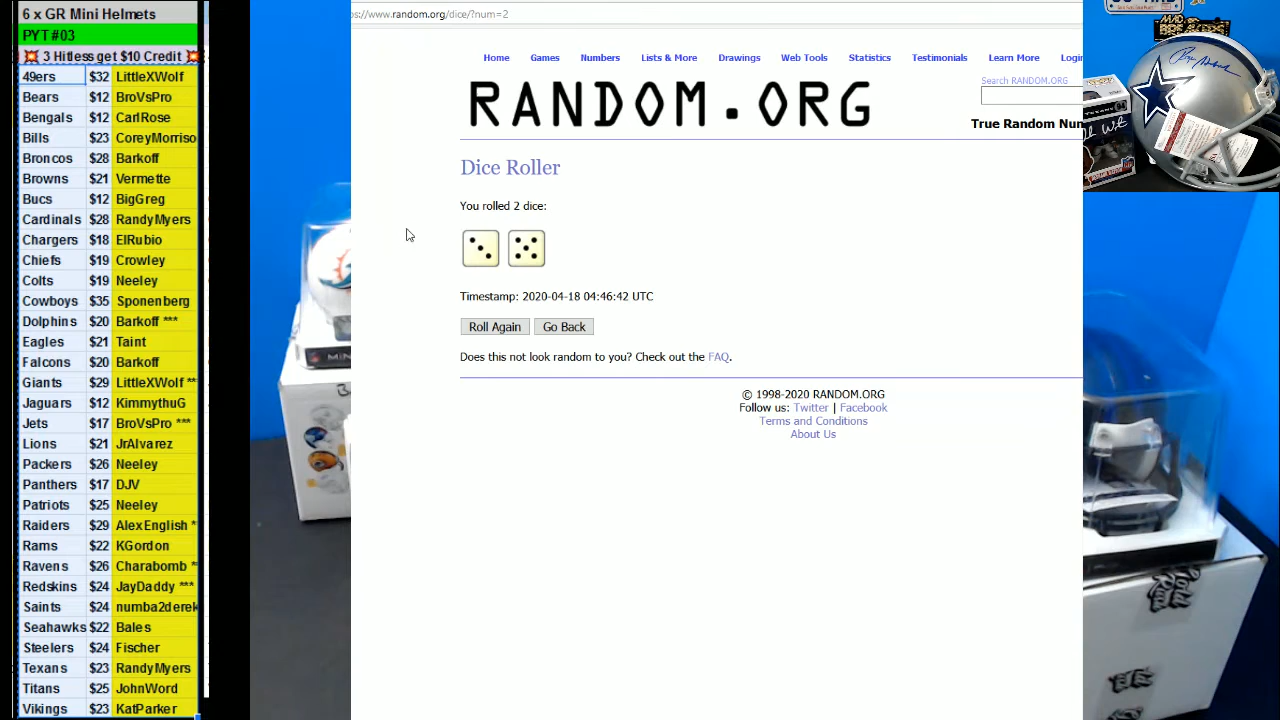 6 x GR Mini Helmets
PYT #03
💥 3 Hitless get $10 Credit 💥
49ers $32 LittleXWolf
Bears $12 BroVsPro
Bengals $12 CarlRose
Bills $23 CoreyMorriso
Broncos $28 Barkoff
Browns $21 Vermette
Bucs $12 BigGreg
Cardinals $28 RandyMyers
Chargers $18 ElRubio
Chiefs $19 Crowley
Colts $19 Neeley
Cowboys $35 Sponenberg
Dolphins $20 Barkoff ***
Eagles $21 Taint
Falcons $20 Barkoff
Giants $29 LittleXWolf **
Jaguars $12 KimmythuG
Jets $17 BroVsPro ***
Lions $21 JrAlvarez
Packers $26 Neeley
Panthers $17 DJV
Patriots $25 Neeley
Raiders $29 AlexEnglish *
Rams $22 KGordon
Ravens $26 Charabomb *
Redskins $24 JayDaddy ***
Saints $24 numba2derek
Seahawks $22 Bales
Steelers $24 Fischer
Texans $23 RandyMyers
Titans $25 JohnWord
Vikings $23 KatParker
s://www.random.org/dice/?num=2
Home Games Numbers Lists & More Drawings Web Tools Statistics Testimonials Learn More Login
Search RANDOM.ORG
RANDOM.ORG
True Random Num
Dice Roller
You rolled 2 dice:
Timestamp: 2020-04-18 04:46:42 UTC
Roll Again Go Back
Does this not look random to you? Check out the FAQ.
© 1998-2020 RANDOM.ORG
Follow us: Twitter | Facebook
Terms and Conditions
About Us
MAD
BREAKERS